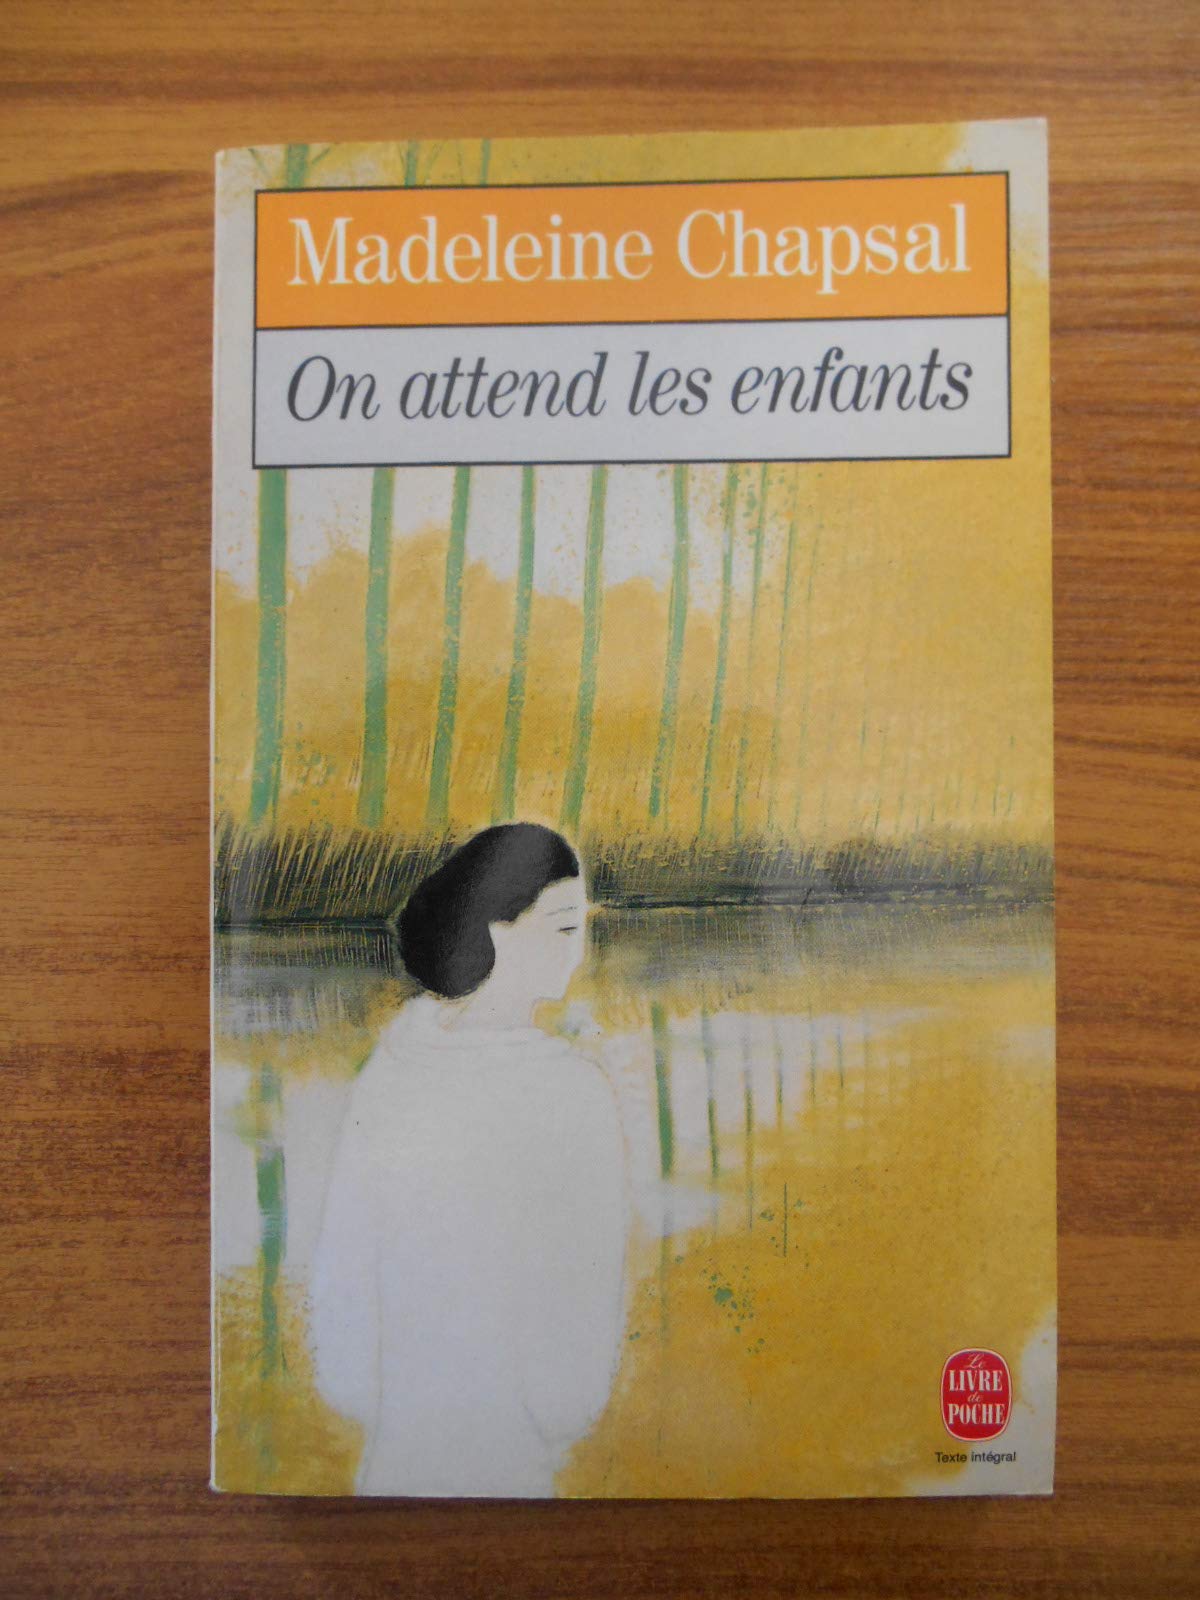 Madeleine Chapsal
On attend les enfants
Le
LIVRE
de
POCHE
Texte intégral